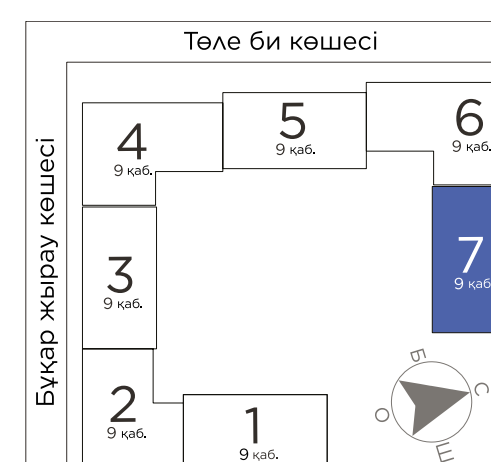 Төле би көшесі
Бұқар жырау көшесі
4
9 қаб.
5
9 қаб.
6
9 қаб.
3
9 қаб.
7
9 қаб
2
9 қаб.
1
9 қаб.
Б
С
О
Ш